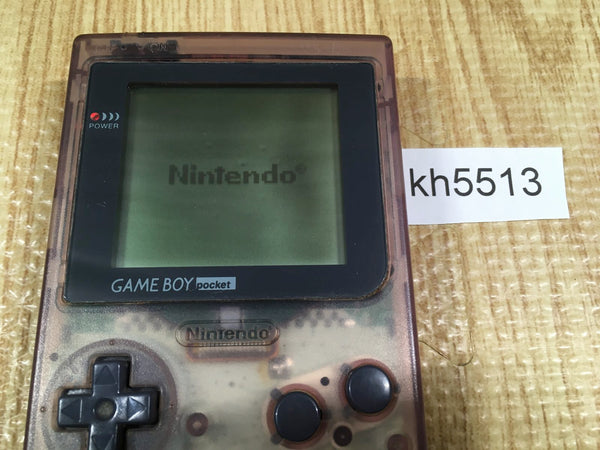 POWER
Nintendo®
kh5513
GAME BOY pocket
Nintendo®